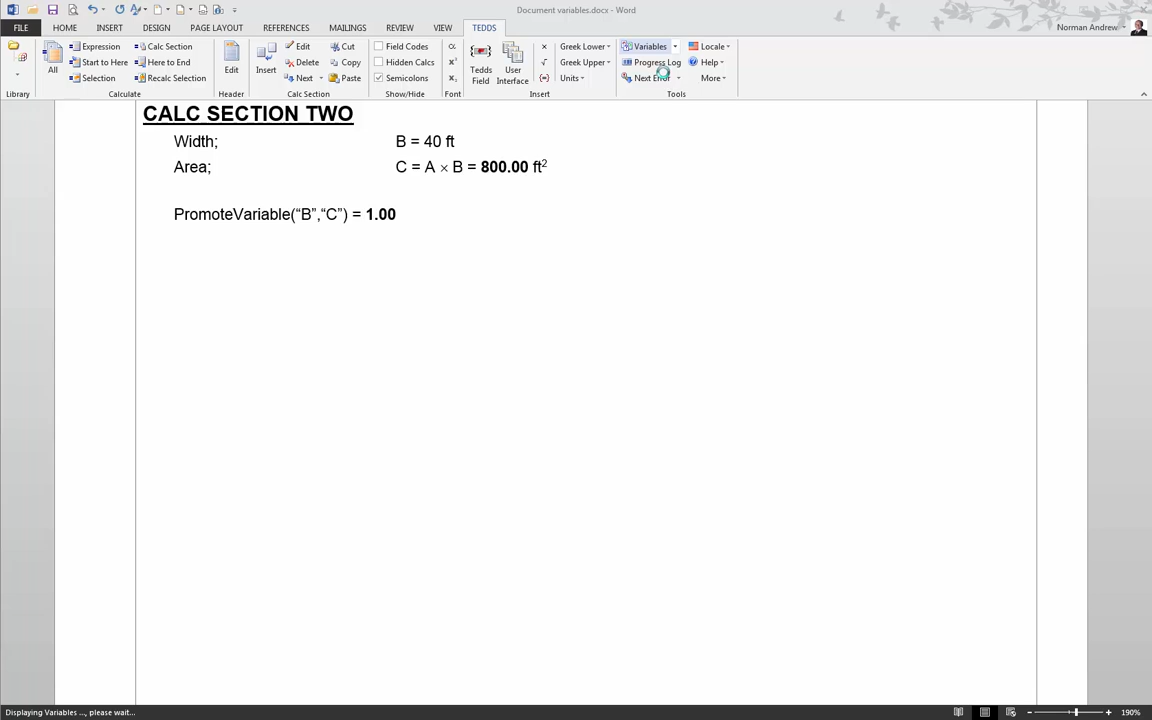 Document variables.docx - Word
Norman Andrew
FILE HOME INSERT DESIGN PAGE LAYOUT REFERENCES MAILINGS REVIEW VIEW TEDDS
Expression Calc Section Edit Cut Field Codes α × Greek Lower Variables Locale
All Start to Here Here to End Edit Insert Delete Copy Hidden Calcs x² Tedds Field User Interface √ Greek Upper Progress Log Help
Selection Recalc Selection Next Paste Semicolons x₂ Units Next Error More
Library Calculate Header Calc Section Show/Hide Font Insert Tools
CALC SECTION TWO
Width; B = 40 ft
Area; C = A × B = 800.00 ft²
PromoteVariable(“B”,“C”) = 1.00
Displaying Variables ..., please wait...
190%